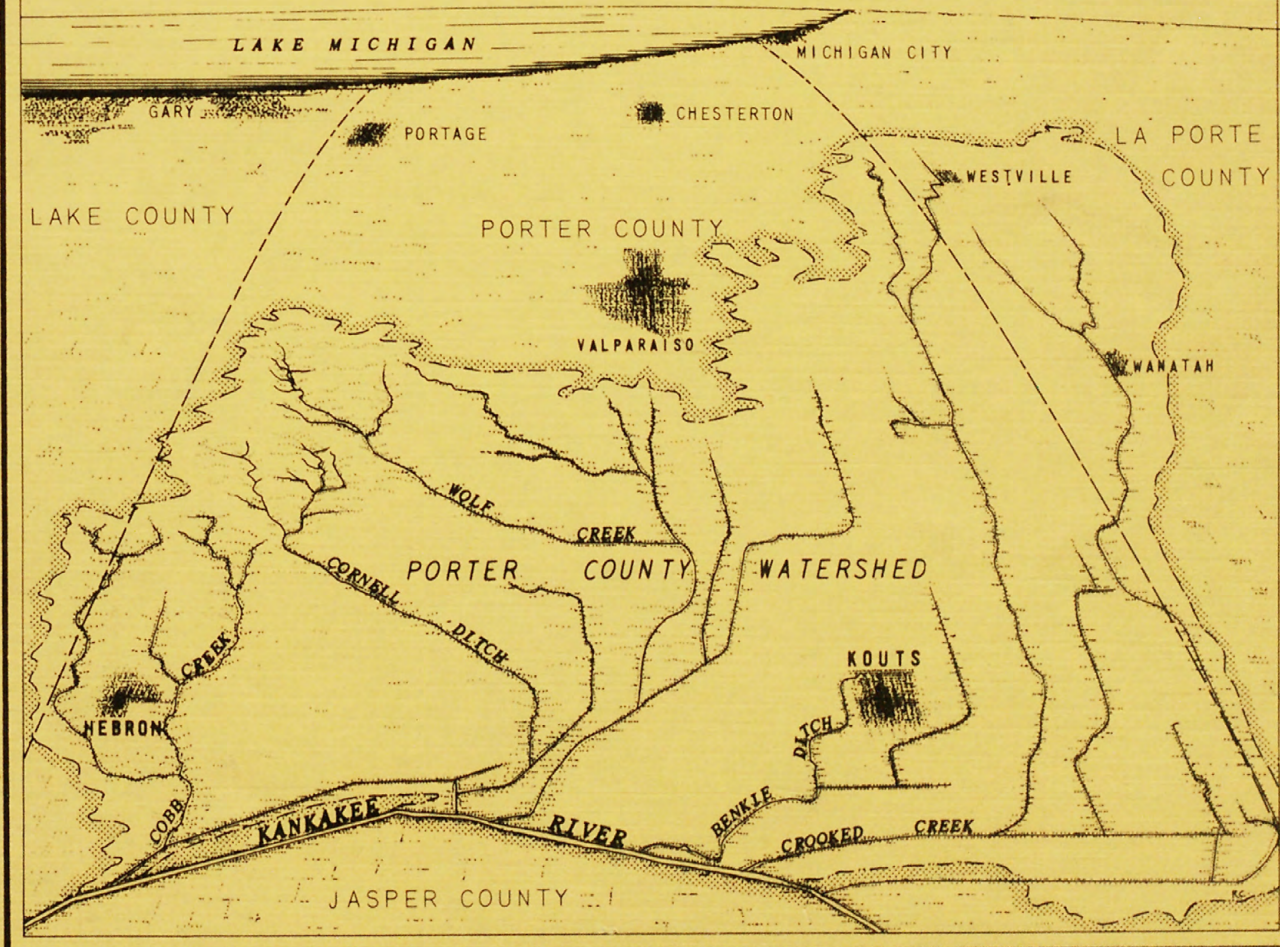 LAKE MICHIGAN
MICHIGAN CITY
GARY
PORTAGE
CHESTERTON
LA PORTE
COUNTY
WESTVILLE
LAKE COUNTY
PORTER COUNTY
VALPARAISO
WANATAH
WOLF
CREEK
CORNELL
DITCH
PORTER COUNTY WATERSHED
CREEK
KOUTS
HEBRON
DITCH
COBB
KANKAKEE
RIVER
BENKIE
CROOKED CREEK
JASPER COUNTY